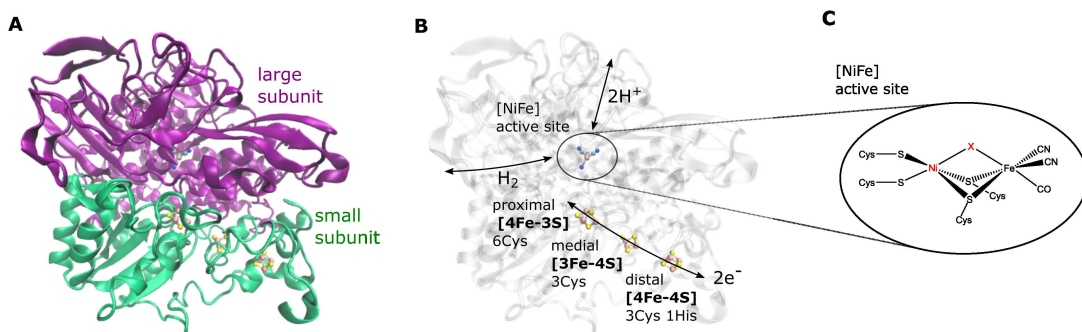 A
large
subunit
small
subunit
B
[NiFe]
active site
2H⁺
H₂
proximal
[4Fe-3S]
6Cys
medial
[3Fe-4S]
3Cys
distal
[4Fe-4S]
3Cys 1His
2e⁻
C
[NiFe]
active site
X
Cys
S
Ni
Fe
CN
CN
Cys
S
S
Cys
CO
S
Cys